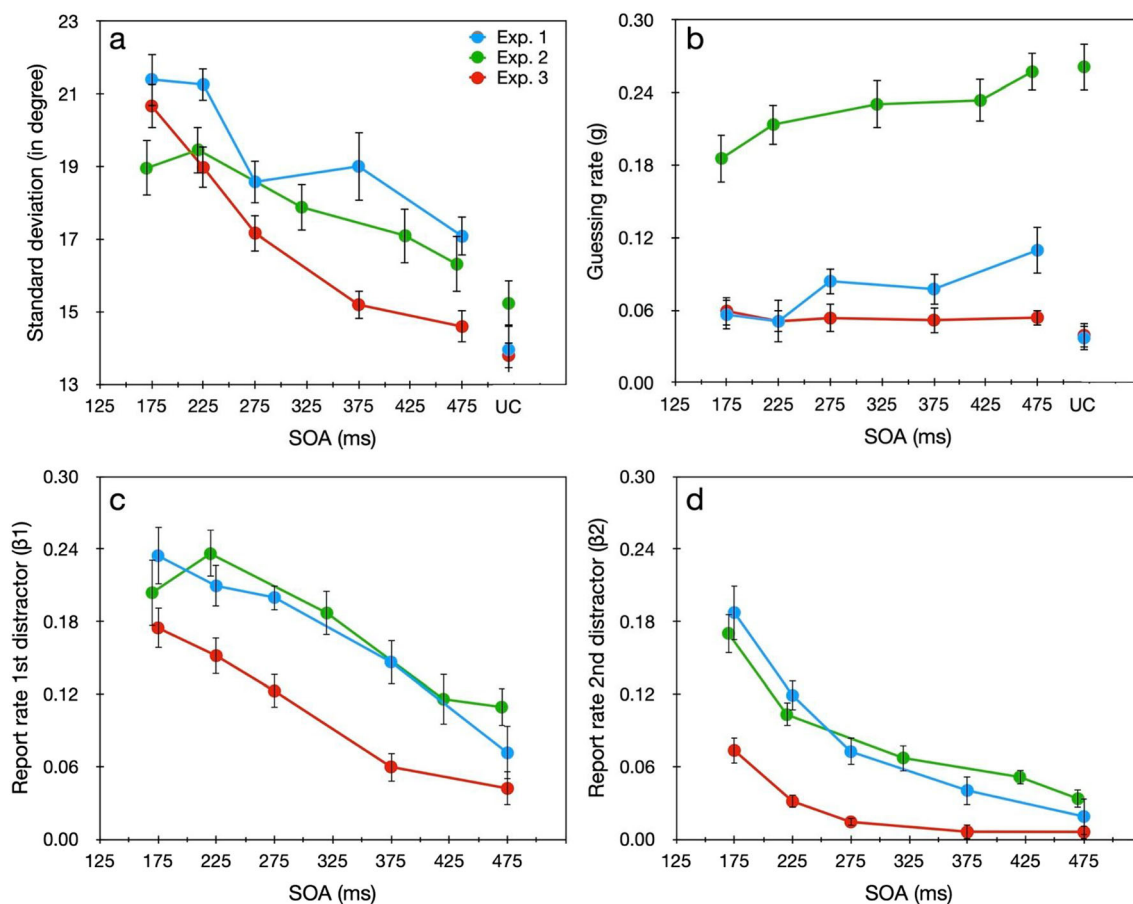 a
Exp. 1
Exp. 2
Exp. 3
23
21
19
17
15
13
Standard deviation (in degree)
125 175 225 275 325 375 425 475 UC
SOA (ms)
b
0.30
0.24
0.18
0.12
0.06
0.00
Guessing rate (g)
125 175 225 275 325 375 425 475 UC
SOA (ms)
c
0.30
0.24
0.18
0.12
0.06
0.00
Report rate 1st distractor (β1)
125 175 225 275 325 375 425 475
SOA (ms)
d
0.30
0.24
0.18
0.12
0.06
0.00
Report rate 2nd distractor (β2)
125 175 225 275 325 375 425 475
SOA (ms)